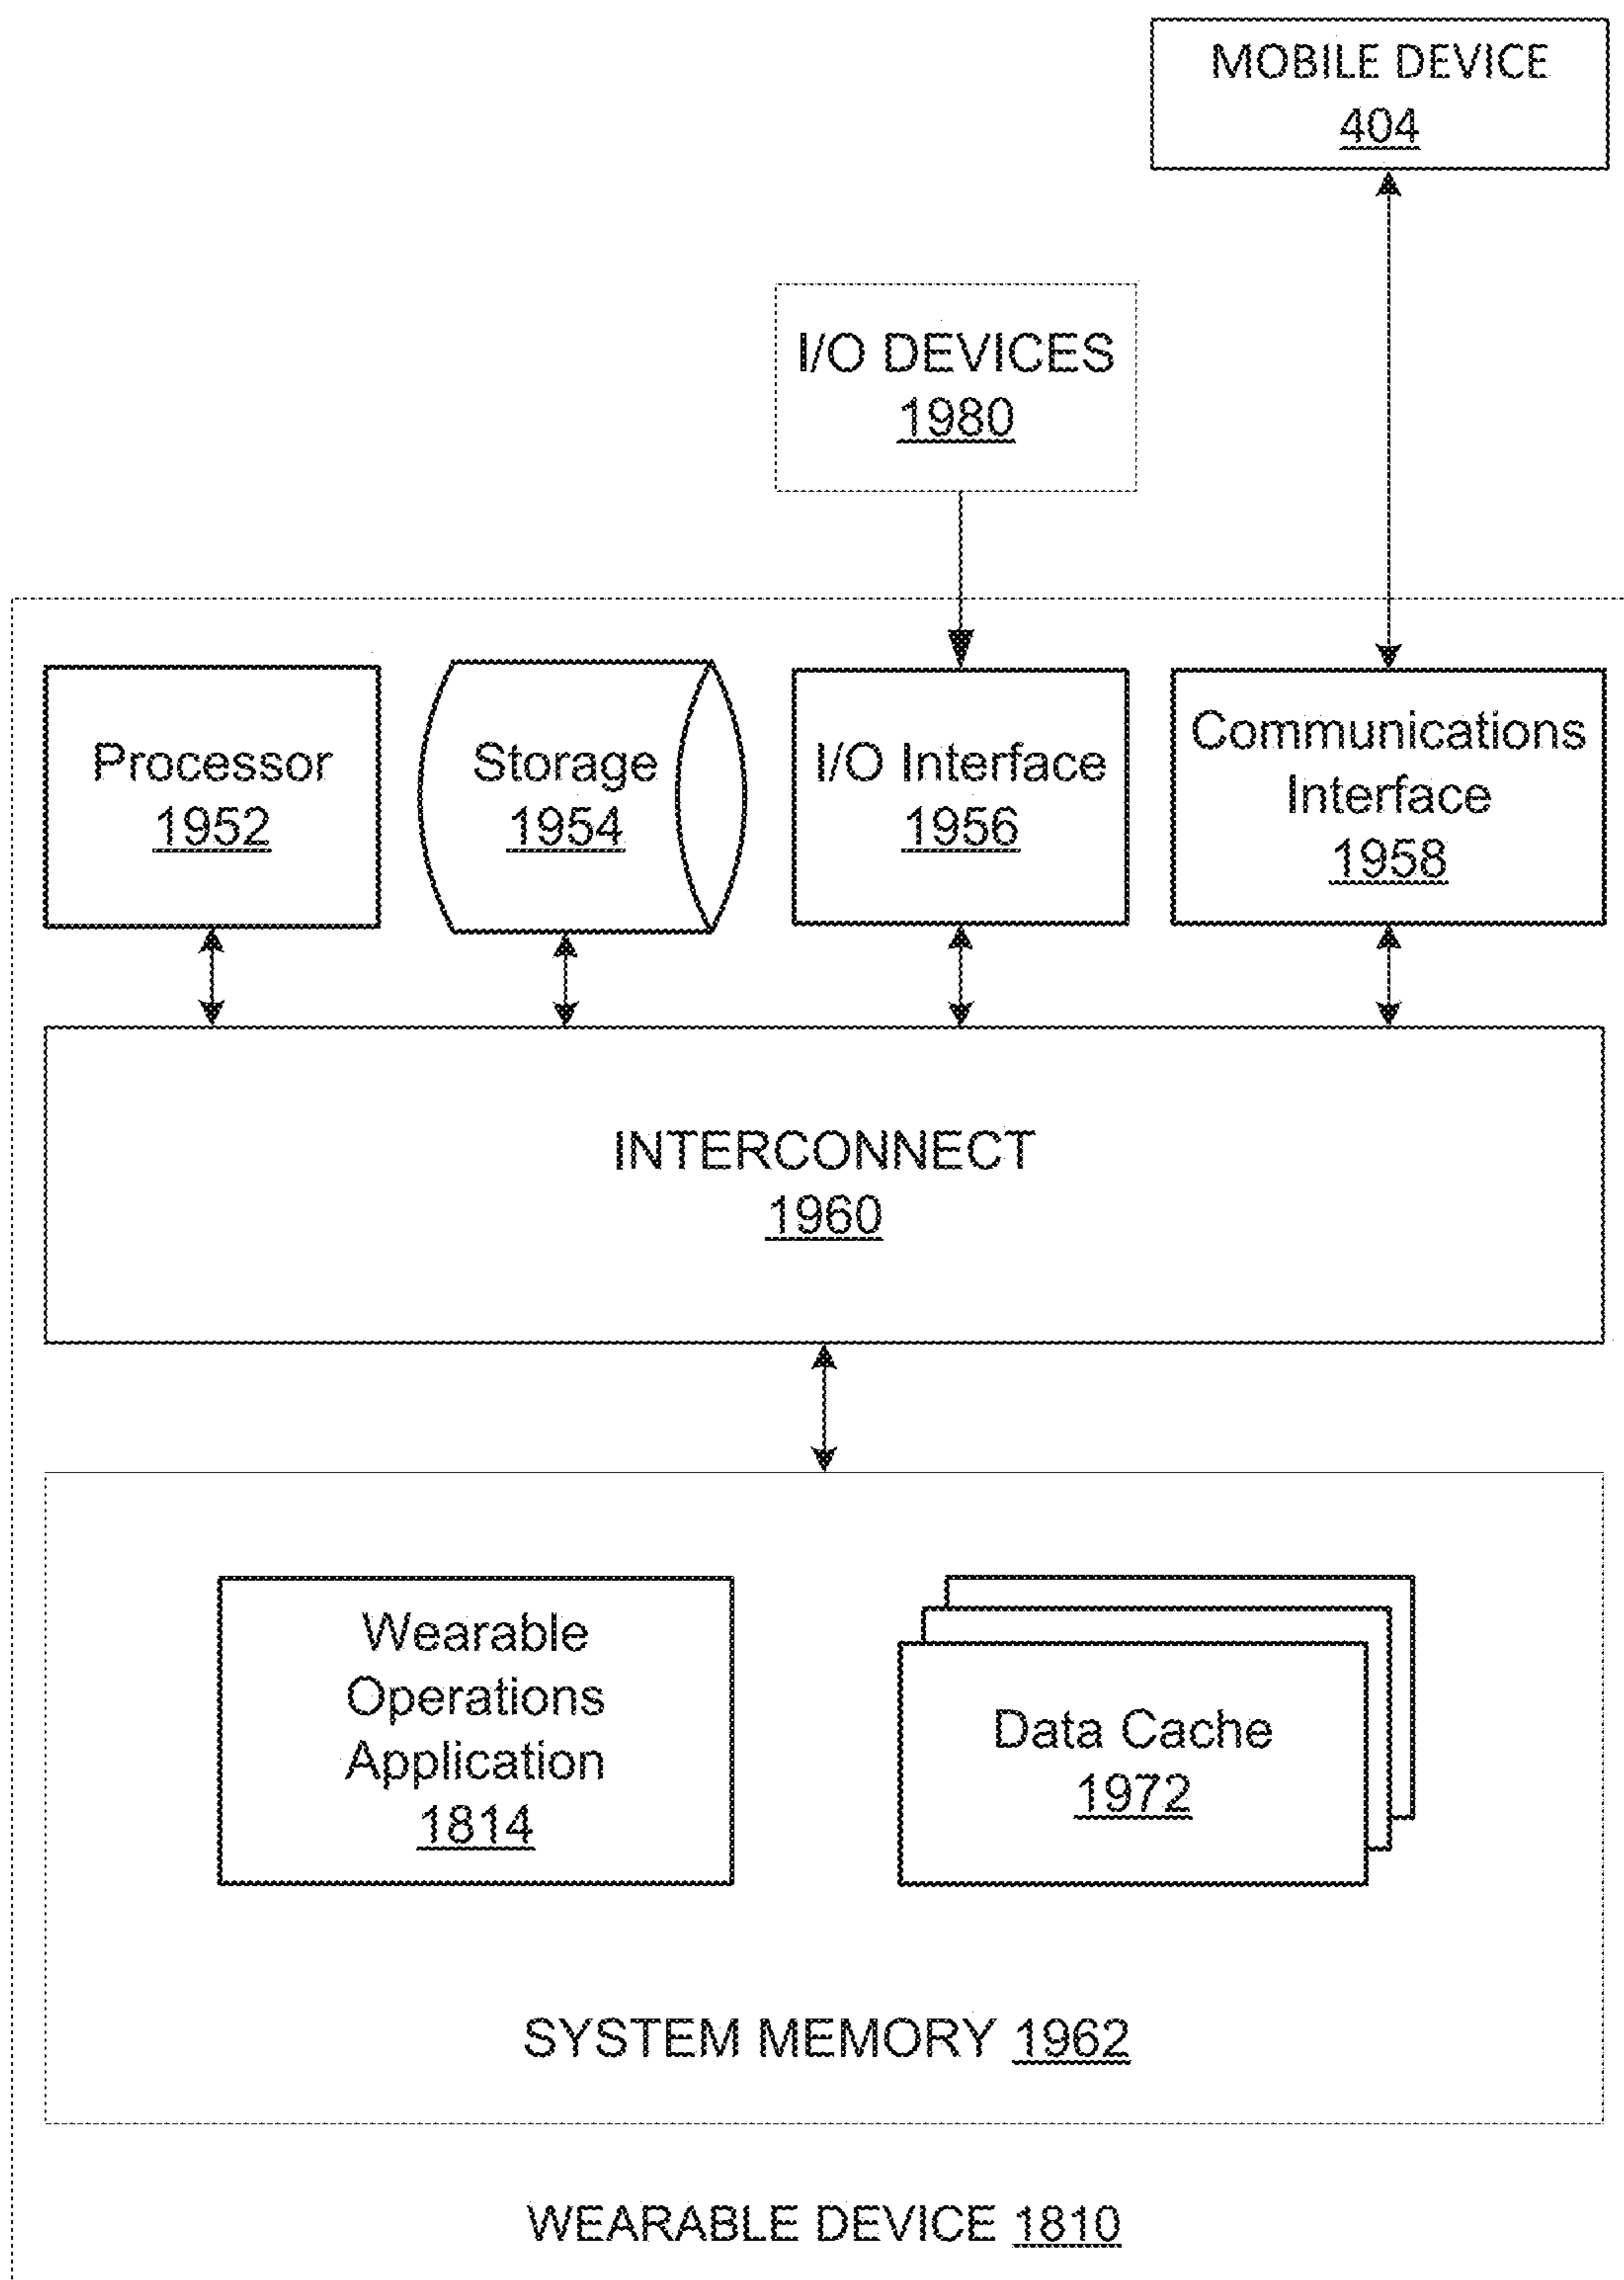 MOBILE DEVICE
404
I/O DEVICES
1980
Processor
1952
Storage
1954
I/O Interface
1956
Communications
Interface
1958
INTERCONNECT
1960
Wearable
Operations
Application
1814
Data Cache
1972
SYSTEM MEMORY 1962
WEARABLE DEVICE 1810